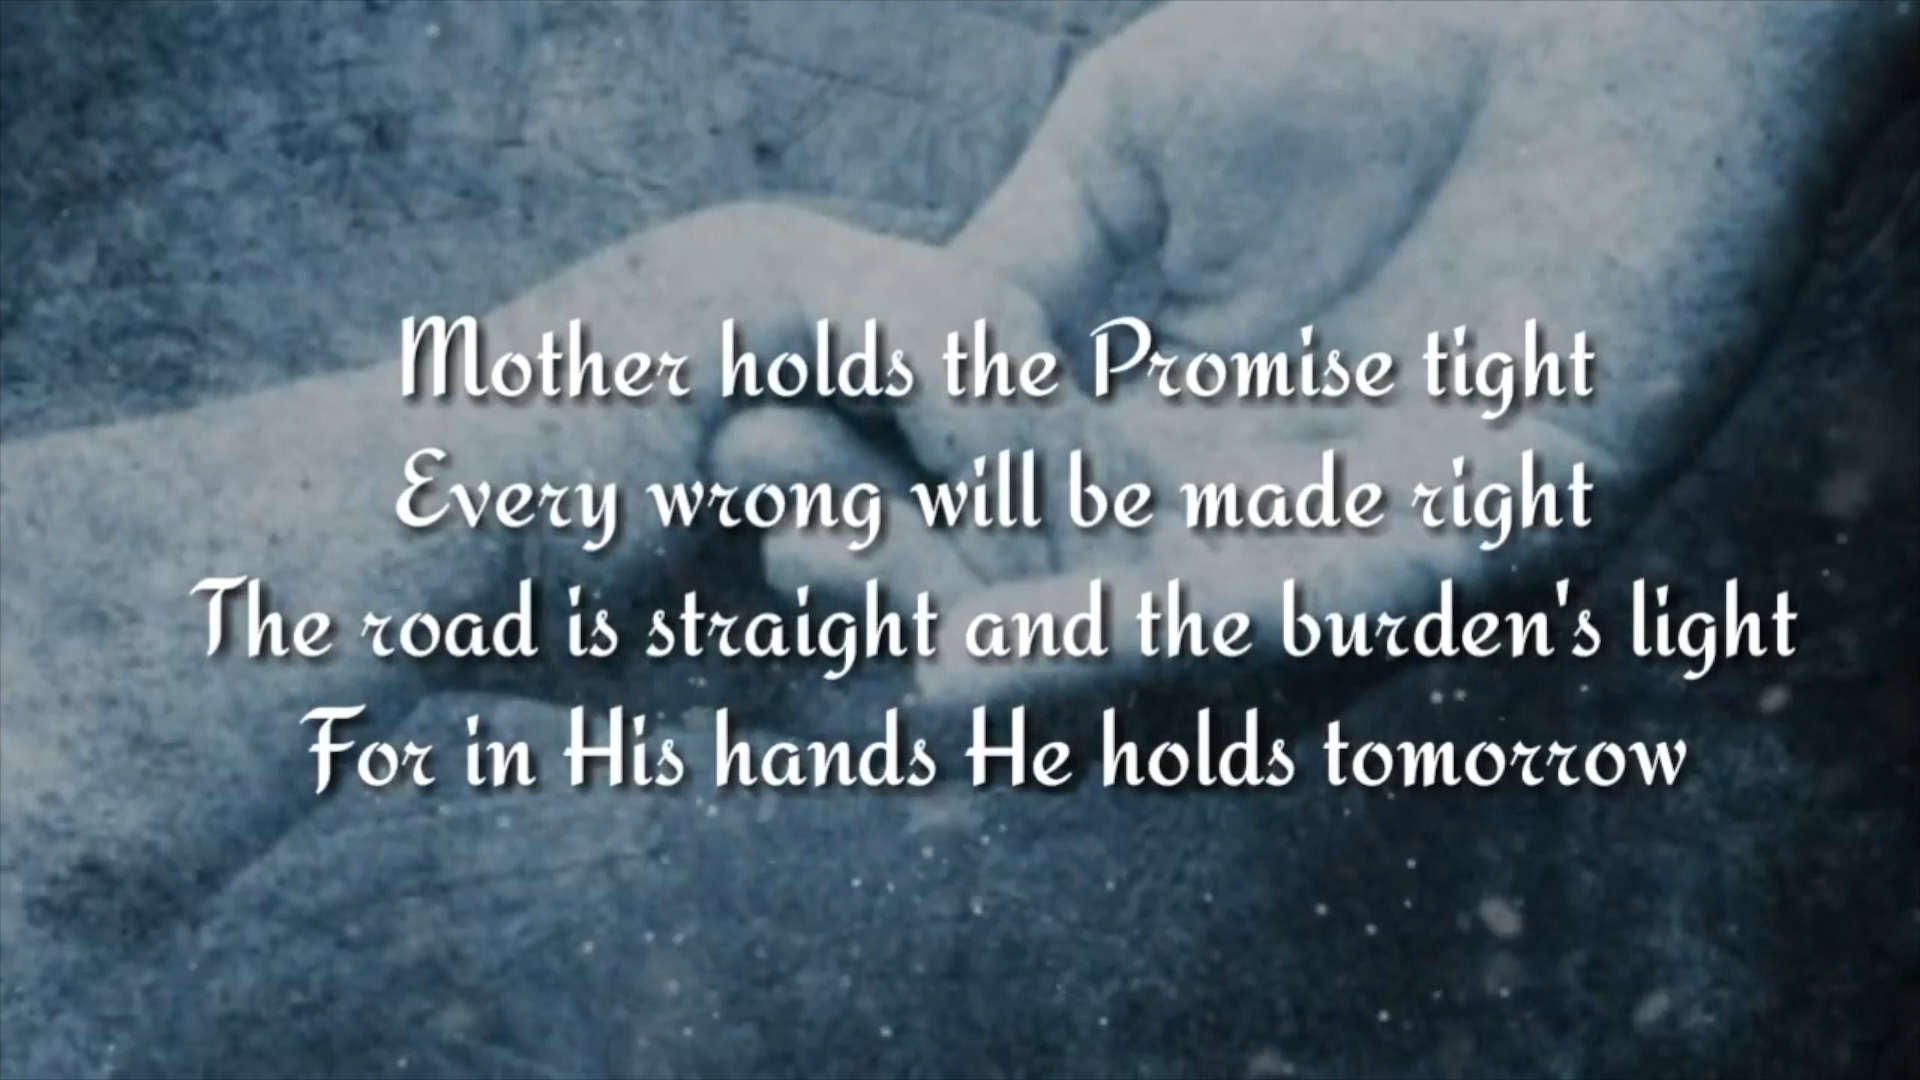 Mother holds the Promise tight
Every wrong will be made right
The road is straight and the burden's light
For in His hands He holds tomorrow